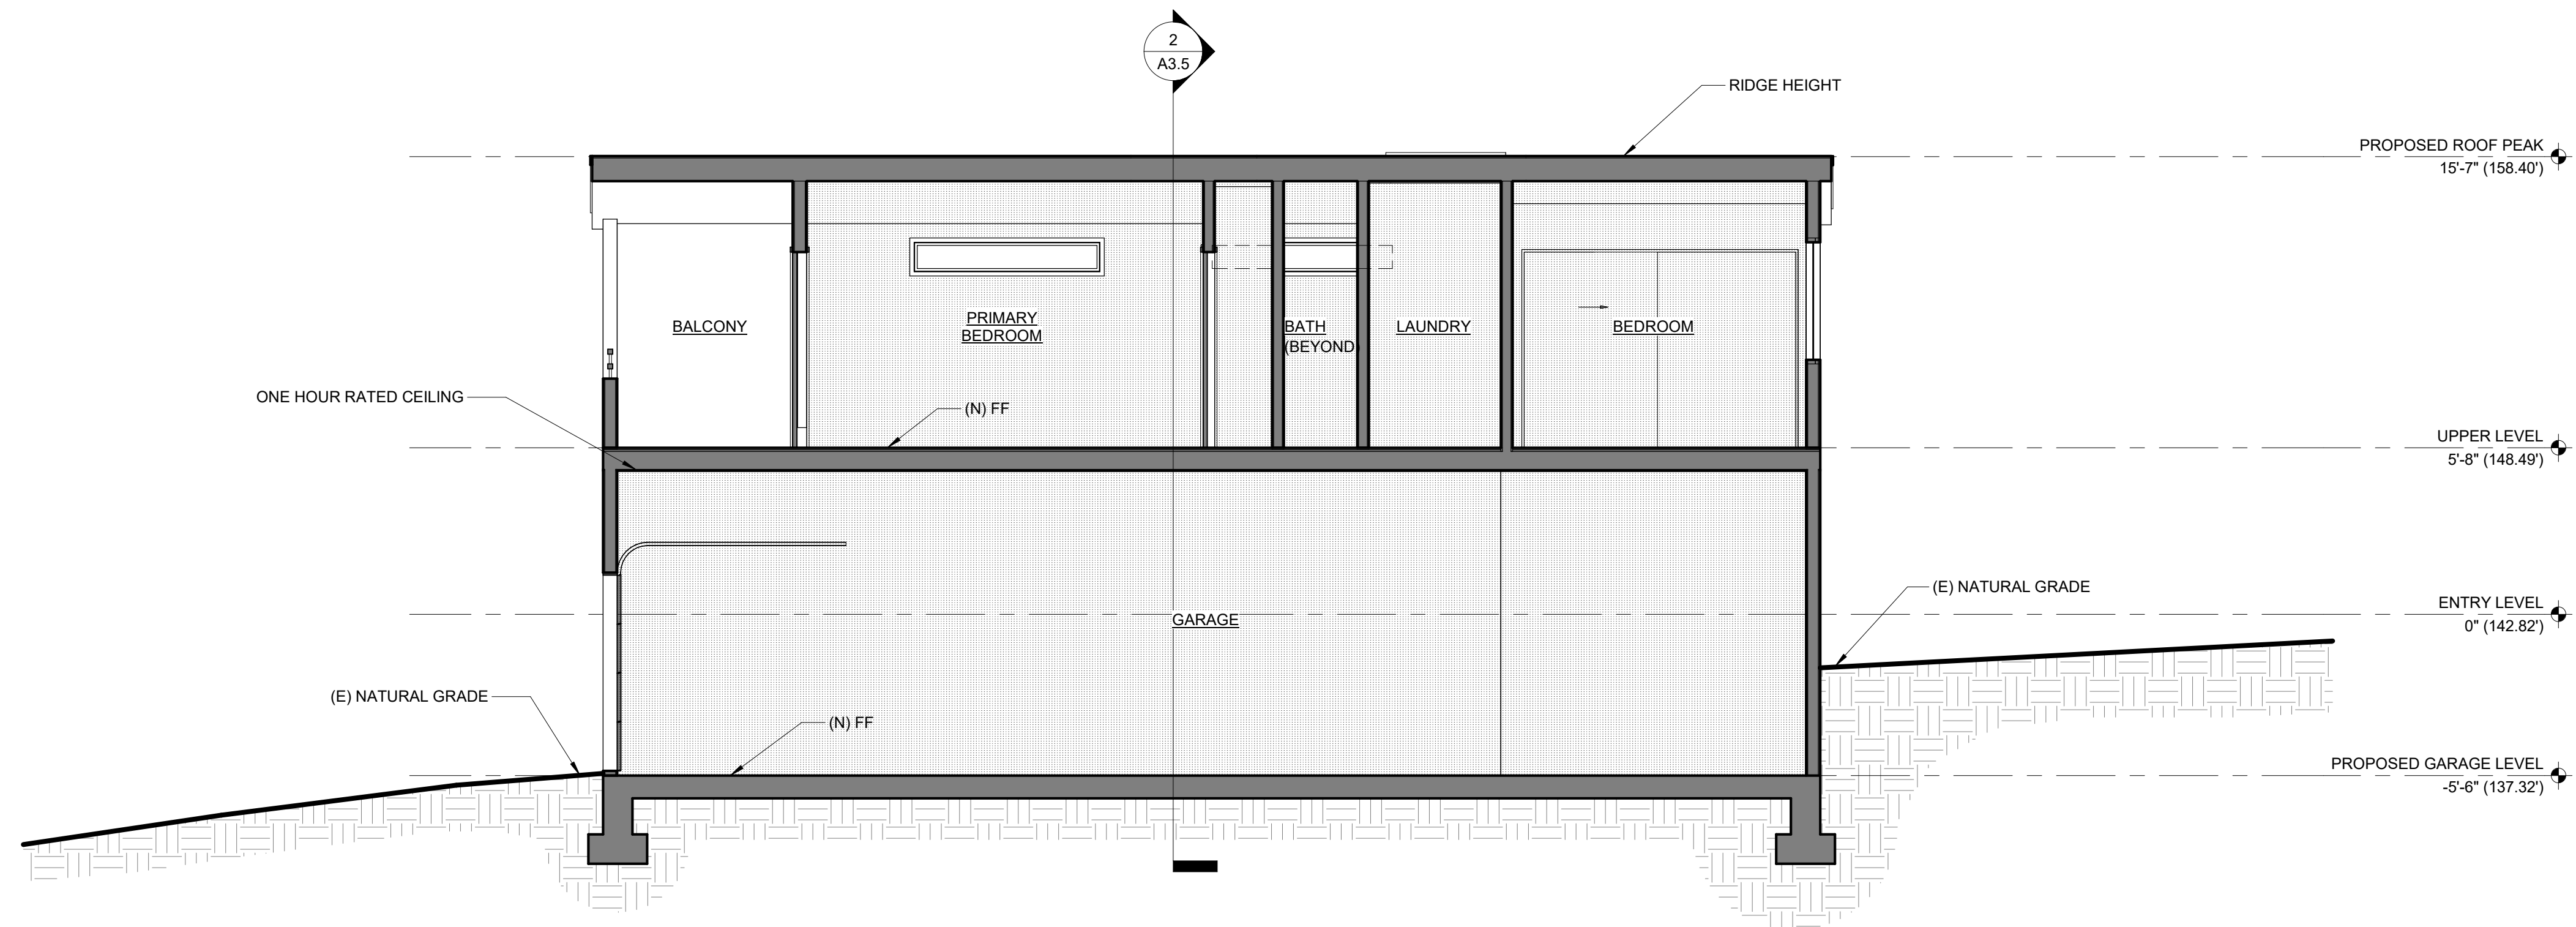 2
A3.5
RIDGE HEIGHT
PROPOSED ROOF PEAK
15'-7" (158.40')
BALCONY
PRIMARY
BEDROOM
BATH
(BEYOND)
LAUNDRY
BEDROOM
ONE HOUR RATED CEILING
(N) FF
UPPER LEVEL
5'-8" (148.49')
(E) NATURAL GRADE
ENTRY LEVEL
0" (142.82')
GARAGE
(E) NATURAL GRADE
(N) FF
PROPOSED GARAGE LEVEL
-5'-6" (137.32')